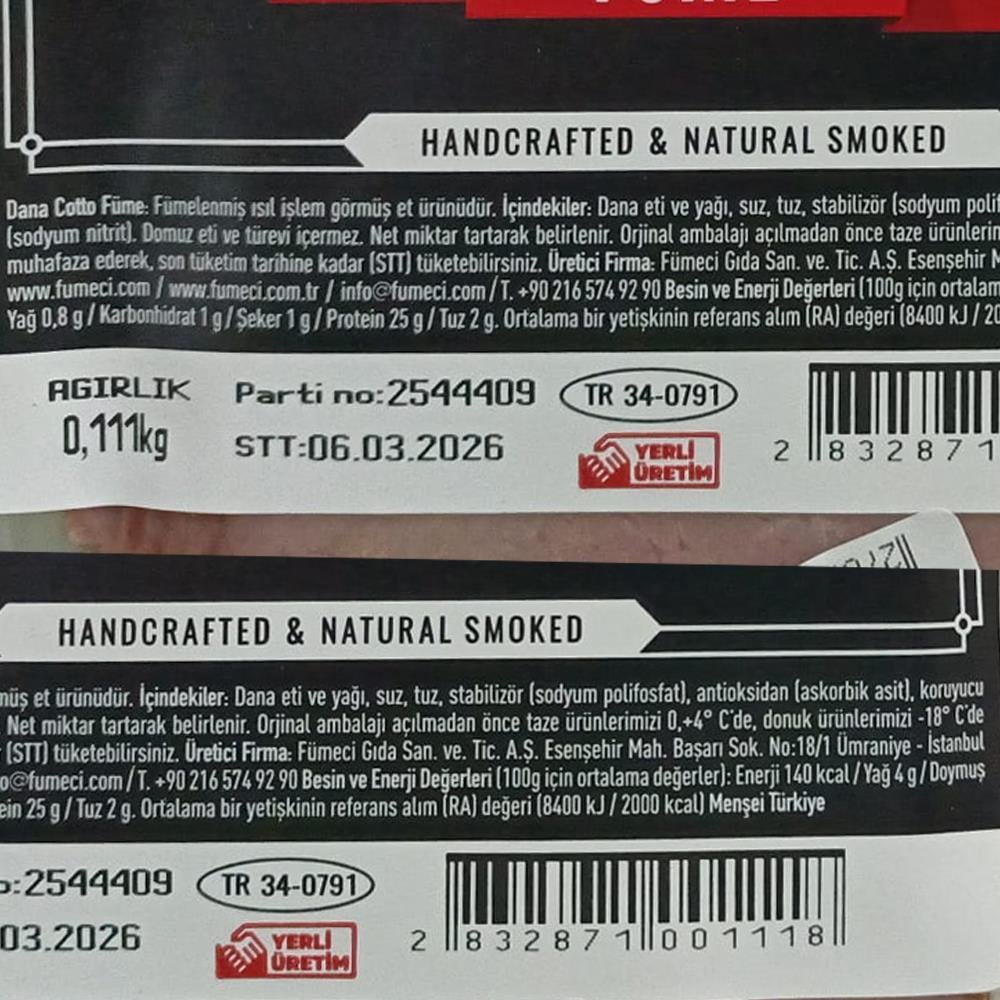 HANDCRAFTED & NATURAL SMOKED
Dana Cotto Füme: Fümelenmiş ısıl işlem görmüş et ürünüdür. İçindekiler: Dana eti ve yağı, suz, tuz, stabilizör (sodyum polif
(sodyum nitrit). Domuz eti ve türevi içermez. Net miktar tartarak belirlenir. Orjinal ambalajı açılmadan önce taze ürünlerin
muhafaza ederek, son tüketim tarihine kadar (STT) tüketebilirsiniz. Üretici Firma: Fümeci Gıda San. ve. Tic. A.Ş. Esenşehir M
www.fumeci.com / www.fumeci.com.tr / info@fumeci.com / T. +90 216 574 92 90 Besin ve Enerji Değerleri (100g için ortalam
Yağ 0,8 g / Karbonhidrat 1 g / Şeker 1 g / Protein 25 g / Tuz 2 g. Ortalama bir yetişkinin referans alım (RA) değeri (8400 kJ / 20
AGIRLIK Parti no:2544409 TR 34-0791
0,111kg STT:06.03.2026 YERLİ ÜRETİM 2 832871
HANDCRAFTED & NATURAL SMOKED
müş et ürünüdür. İçindekiler: Dana eti ve yağı, suz, tuz, stabilizör (sodyum polifosfat), antioksidan (askorbik asit), koruyucu
Net miktar tartarak belirlenir. Orjinal ambalajı açılmadan önce taze ürünlerimizi 0,+4° C'de, donuk ürünlerimizi -18° C'de
(STT) tüketebilirsiniz. Üretici Firma: Fümeci Gıda San. ve. Tic. A.Ş. Esenşehir Mah. Başarı Sok. No:18/1 Ümraniye - İstanbul
o@fumeci.com / T. +90 216 574 92 90 Besin ve Enerji Değerleri (100g için ortalama değerler): Enerji 140 kcal / Yağ 4 g / Doymuş
ein 25 g / Tuz 2 g. Ortalama bir yetişkinin referans alım (RA) değeri (8400 kJ / 2000 kcal) Menşei Türkiye
o:2544409 TR 34-0791
03.2026 YERLİ ÜRETİM 2 832871 001118